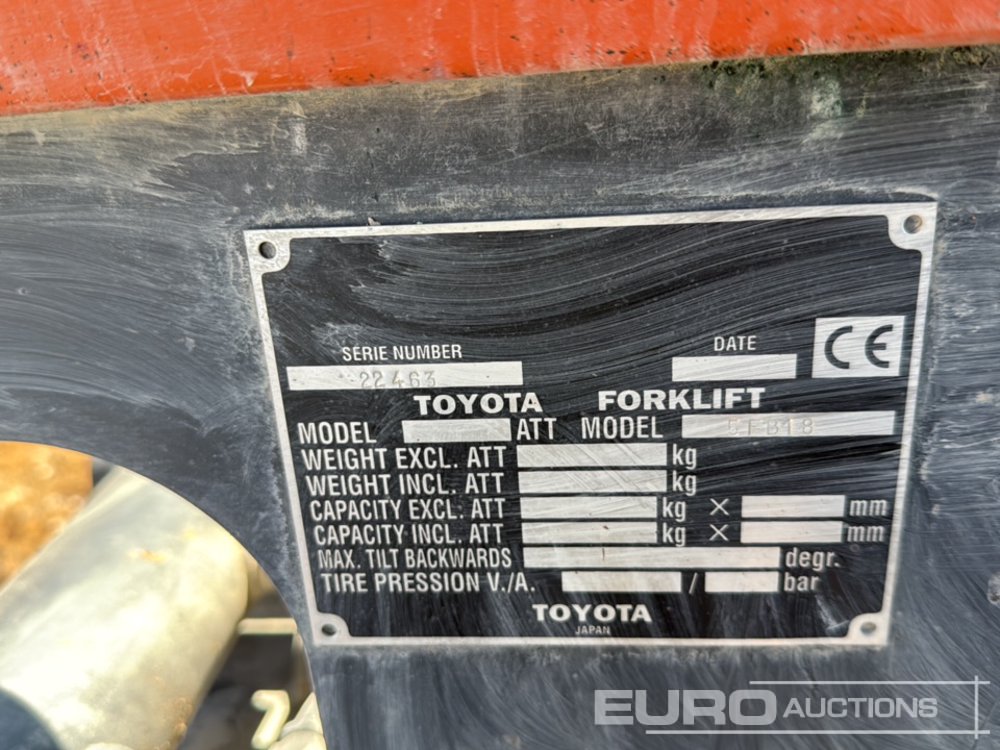 SERIE NUMBER
22463
DATE
CE
TOYOTA FORKLIFT
MODEL ATT MODEL
WEIGHT EXCL. ATT kg
WEIGHT INCL. ATT kg
CAPACITY EXCL. ATT kg × mm
CAPACITY INCL. ATT kg × mm
MAX. TILT BACKWARDS degr.
TIRE PRESSION V./A. / bar
TOYOTA
JAPAN
EURO AUCTIONS